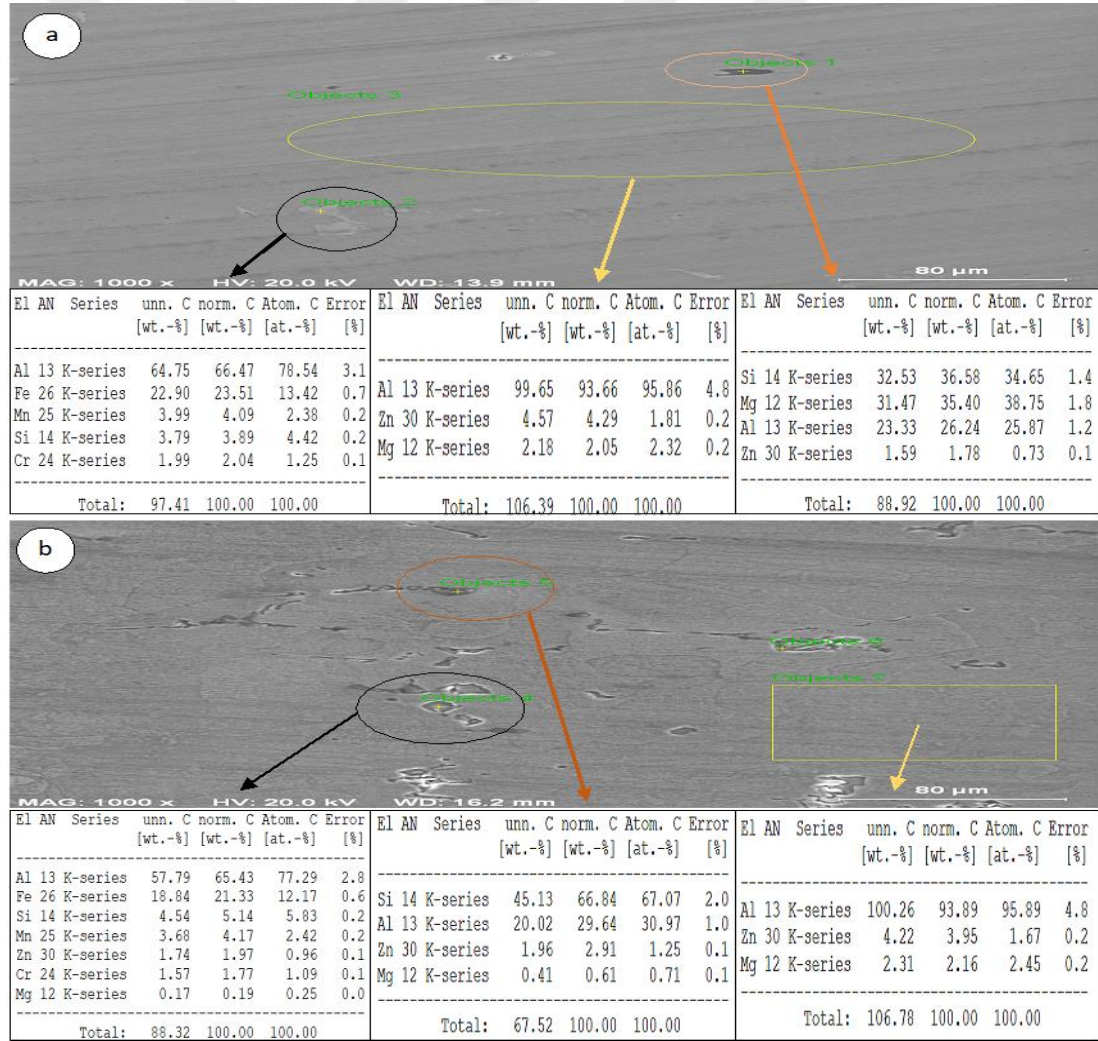 a
Objects 1
Objects 3
Objects 2
MAG: 1000 x HV: 20.0 kV WD: 13.9 mm
80 µm
El AN Series unn. C norm. C Atom. C Error
[wt.-%] [wt.-%] [at.-%] [%]
Al 13 K-series 64.75 66.47 78.54 3.1
Fe 26 K-series 22.90 23.51 13.42 0.7
Mn 25 K-series 3.99 4.09 2.38 0.2
Si 14 K-series 3.79 3.89 4.42 0.2
Cr 24 K-series 1.99 2.04 1.25 0.1
Total: 97.41 100.00 100.00
El AN Series unn. C norm. C Atom. C Error
[wt.-%] [wt.-%] [at.-%] [%]
Al 13 K-series 99.65 93.66 95.86 4.8
Zn 30 K-series 4.57 4.29 1.81 0.2
Mg 12 K-series 2.18 2.05 2.32 0.2
Total: 106.39 100.00 100.00
El AN Series unn. C norm. C Atom. C Error
[wt.-%] [wt.-%] [at.-%] [%]
Si 14 K-series 32.53 36.58 34.65 1.4
Mg 12 K-series 31.47 35.40 38.75 1.8
Al 13 K-series 23.33 26.24 25.87 1.2
Zn 30 K-series 1.59 1.78 0.73 0.1
Total: 88.92 100.00 100.00
b
Objects 5
Objects
Objects 4
Objects
MAG: 1000 x HV: 20.0 kV WD: 16.2 mm
80 µm
El AN Series unn. C norm. C Atom. C Error
[wt.-%] [wt.-%] [at.-%] [%]
Al 13 K-series 57.79 65.43 77.29 2.8
Fe 26 K-series 18.84 21.33 12.17 0.6
Si 14 K-series 4.54 5.14 5.83 0.2
Mn 25 K-series 3.68 4.17 2.42 0.2
Zn 30 K-series 1.74 1.97 0.96 0.1
Cr 24 K-series 1.57 1.77 1.09 0.1
Mg 12 K-series 0.17 0.19 0.25 0.0
Total: 88.32 100.00 100.00
El AN Series unn. C norm. C Atom. C Error
[wt.-%] [wt.-%] [at.-%] [%]
Si 14 K-series 45.13 66.84 67.07 2.0
Al 13 K-series 20.02 29.64 30.97 1.0
Zn 30 K-series 1.96 2.91 1.25 0.1
Mg 12 K-series 0.41 0.61 0.71 0.1
Total: 67.52 100.00 100.00
El AN Series unn. C norm. C Atom. C Error
[wt.-%] [wt.-%] [at.-%] [%]
Al 13 K-series 100.26 93.89 95.89 4.8
Zn 30 K-series 4.22 3.95 1.67 0.2
Mg 12 K-series 2.31 2.16 2.45 0.2
Total: 106.78 100.00 100.00